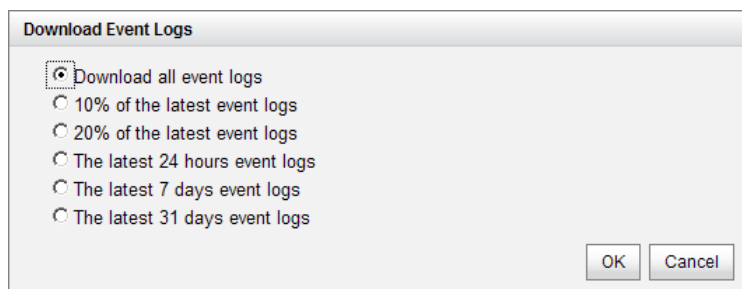 Download Event Logs
Download all event logs
10% of the latest event logs
20% of the latest event logs
The latest 24 hours event logs
The latest 7 days event logs
The latest 31 days event logs
OK Cancel